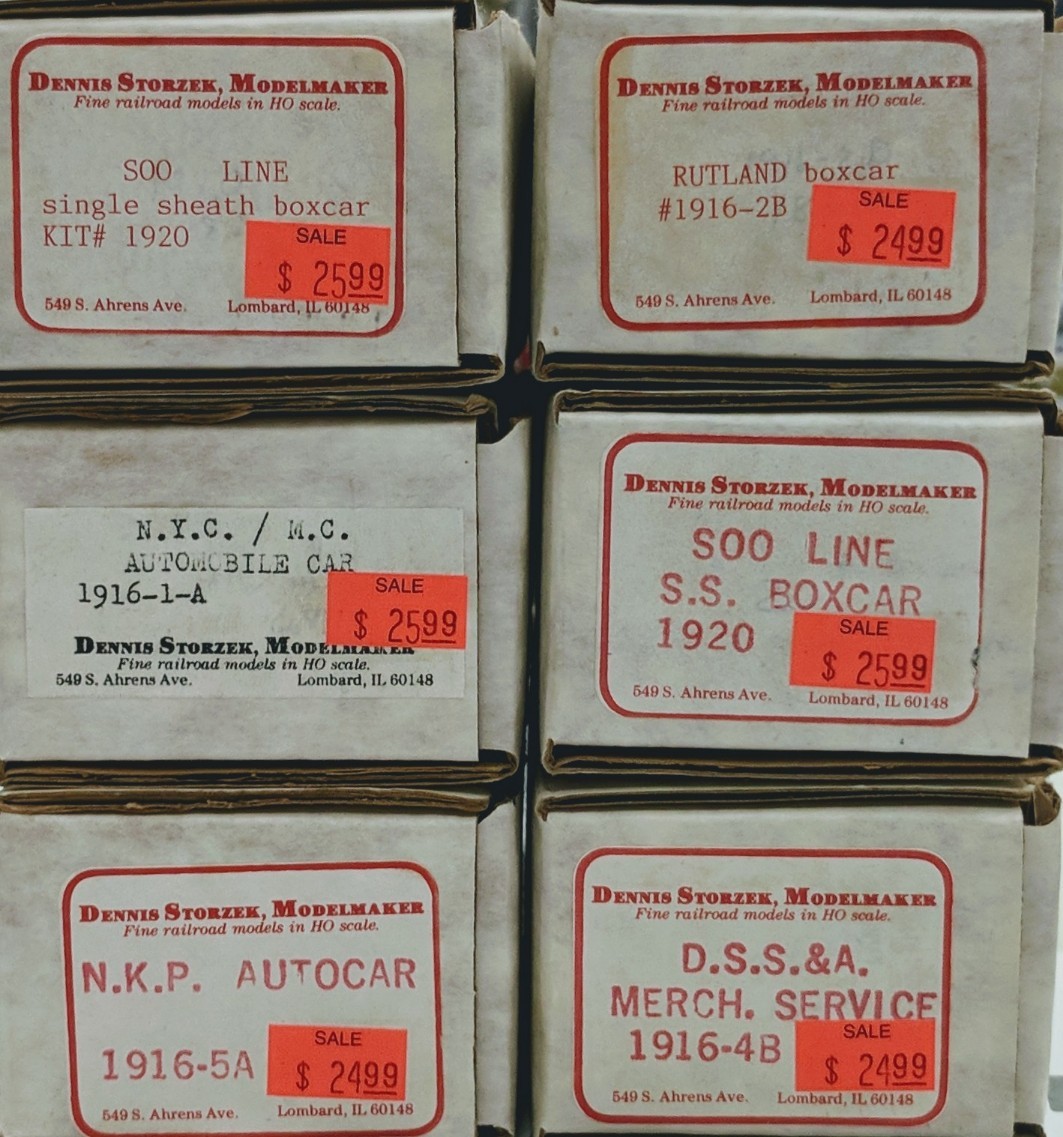 DENNIS STORZEK, MODELMAKER
Fine railroad models in HO scale.
SOO LINE
single sheath boxcar
KIT# 1920
SALE
$ 2599
549 S. Ahrens Ave. Lombard, IL 60148
DENNIS STORZEK, MODELMAKER
Fine railroad models in HO scale.
RUTLAND boxcar
#1916-2B
SALE
$ 2499
549 S. Ahrens Ave. Lombard, IL 60148
N.Y.C. / M.C.
AUTOMOBILE CAR
1916-1-A
SALE
$ 2599
DENNIS STORZEK, MODELMAKER
Fine railroad models in HO scale.
549 S. Ahrens Ave. Lombard, IL 60148
DENNIS STORZEK, MODELMAKER
Fine railroad models in HO scale.
SOO LINE
S.S. BOXCAR
1920
SALE
$ 2599
549 S. Ahrens Ave. Lombard, IL 60148
DENNIS STORZEK, MODELMAKER
Fine railroad models in HO scale.
N.K.P. AUTOCAR
1916-5A
SALE
$ 2499
549 S. Ahrens Ave. Lombard, IL 60148
DENNIS STORZEK, MODELMAKER
Fine railroad models in HO scale.
D.S.S.&A.
MERCH. SERVICE
1916-4B
SALE
$ 2499
549 S. Ahrens Ave. Lombard, IL 60148